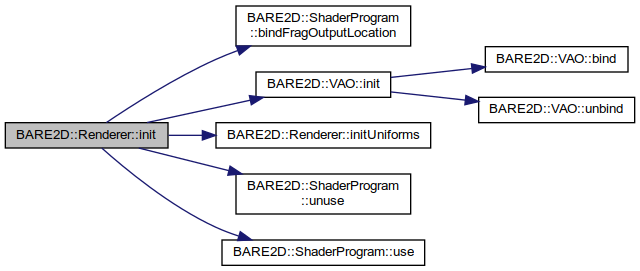 BARE2D::ShaderProgram
::bindFragOutputLocation
BARE2D::VAO::bind
BARE2D::VAO::init
BARE2D::VAO::unbind
BARE2D::Renderer::init
BARE2D::Renderer::initUniforms
BARE2D::ShaderProgram
::unuse
BARE2D::ShaderProgram::use